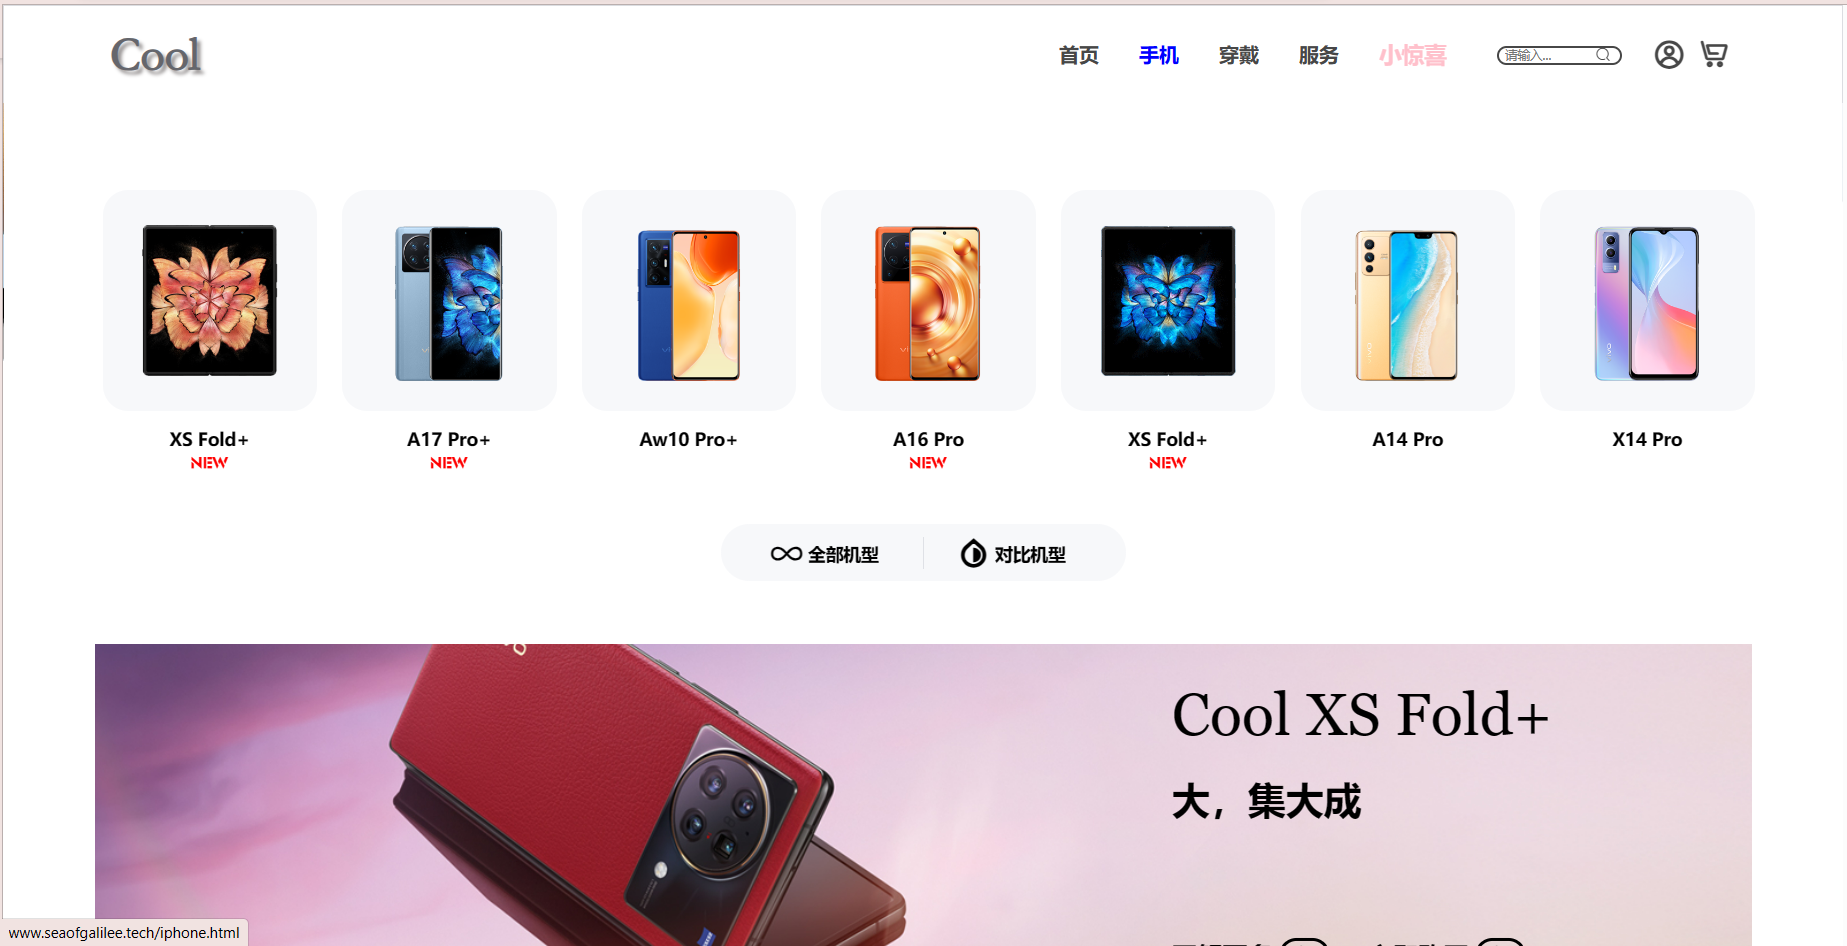 Cool
首页 手机 穿戴 服务 小惊喜 请输入...
XS Fold+ A17 Pro+ Aw10 Pro+ A16 Pro XS Fold+ A14 Pro X14 Pro
NEW NEW NEW NEW
全部机型 对比机型
Cool XS Fold+
大，集大成
www.seaofgalilee.tech/iphone.html